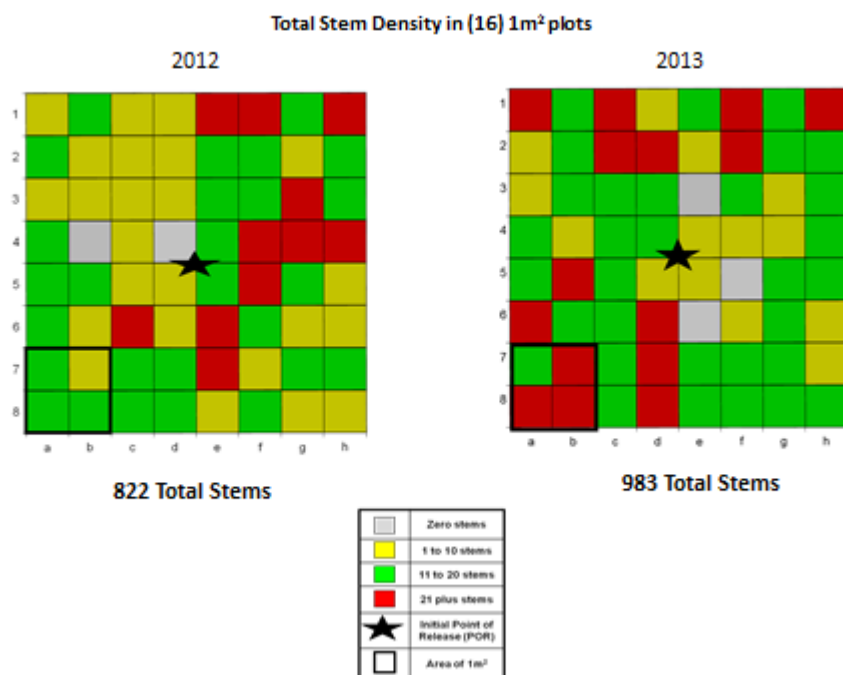 Total Stem Density in (16) 1m² plots
2012
2013
1
2
3
4
5
6
7
8
a b c d e f g h
822 Total Stems
1
2
3
4
5
6
7
8
a b c d e f g h
983 Total Stems
Zero stems
1 to 10 stems
11 to 20 stems
21 plus stems
Initial Point of
Release (POR)
Area of 1m²